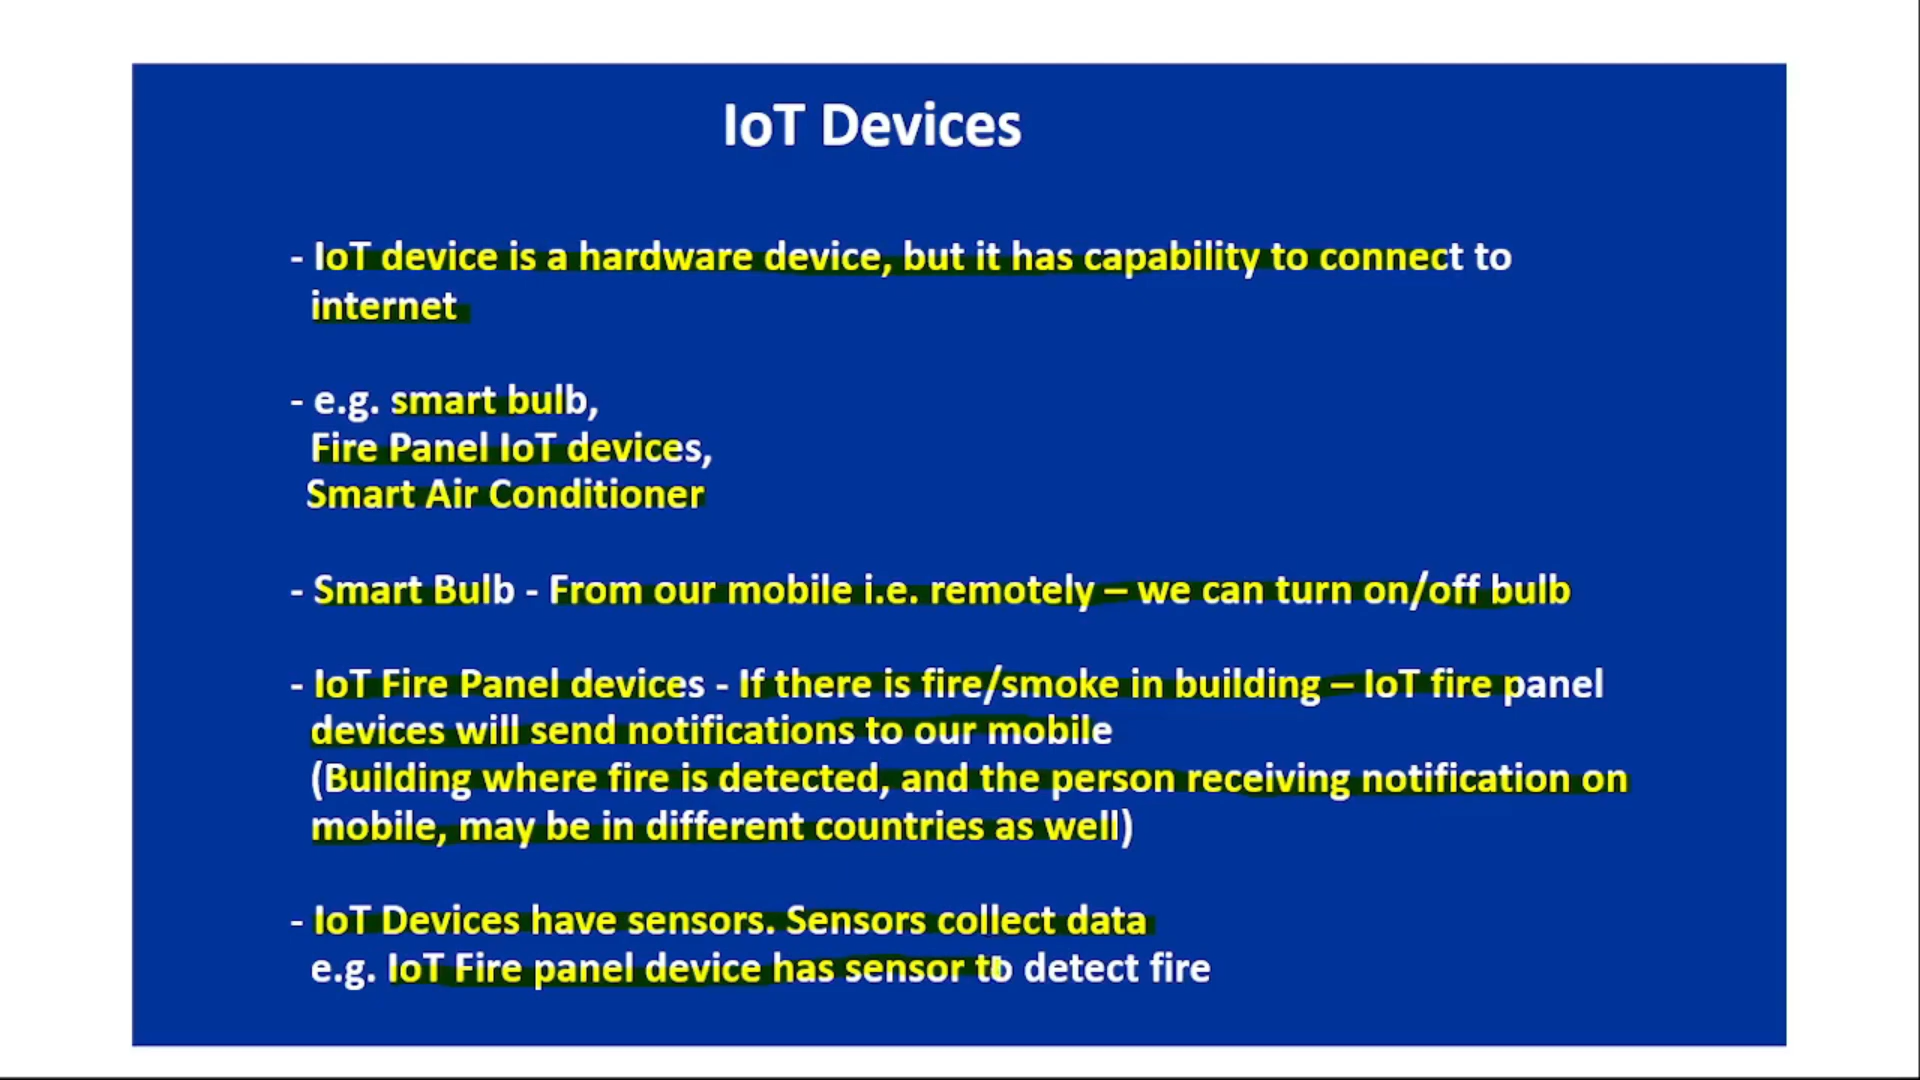 IoT Devices
- IoT device is a hardware device, but it has capability to connect to
internet
- e.g. smart bulb,
Fire Panel IoT devices,
Smart Air Conditioner
- Smart Bulb - From our mobile i.e. remotely – we can turn on/off bulb
- IoT Fire Panel devices - If there is fire/smoke in building – IoT fire panel
devices will send notifications to our mobile
(Building where fire is detected, and the person receiving notification on
mobile, may be in different countries as well)
- IoT Devices have sensors. Sensors collect data
e.g. IoT Fire panel device has sensor to detect fire